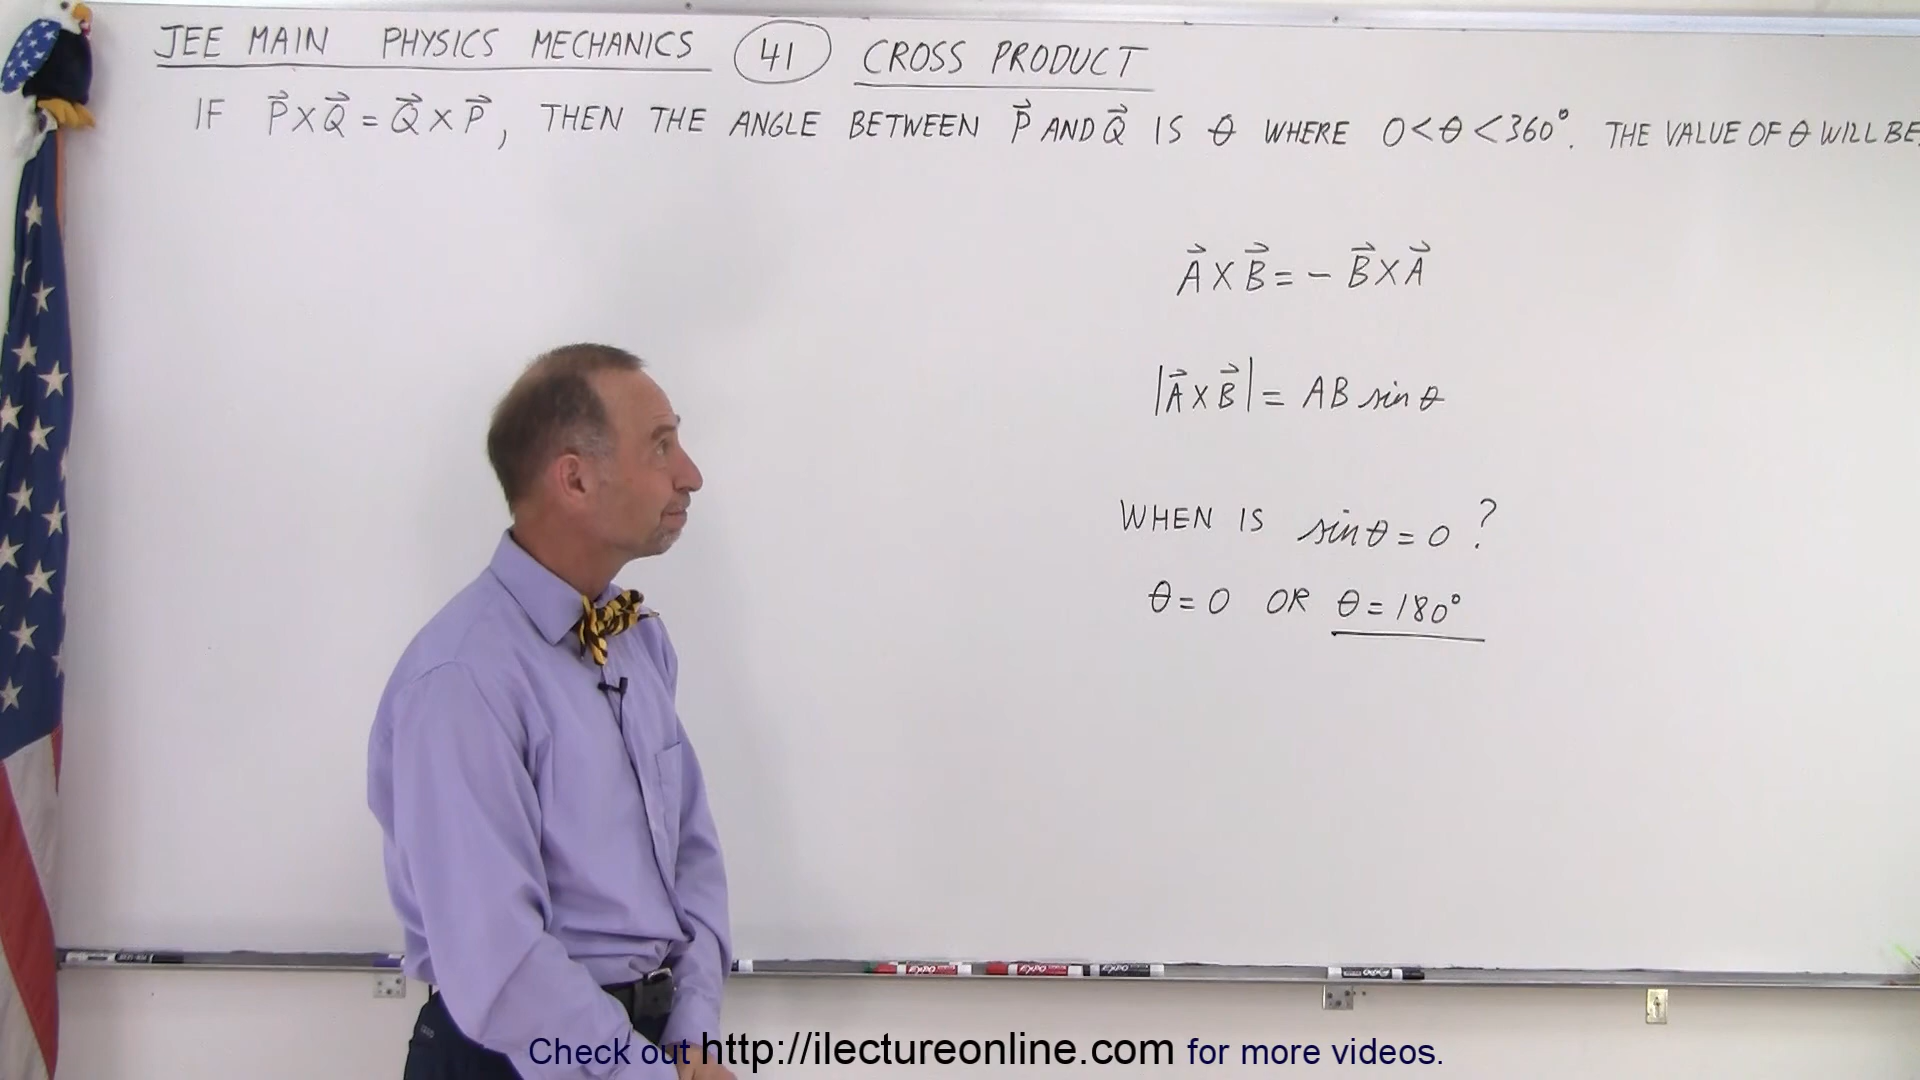 JEE MAIN PHYSICS MECHANICS 41 CROSS PRODUCT
IF P⃗ X Q⃗ = Q⃗ X P⃗, THEN THE ANGLE BETWEEN P⃗ AND Q⃗ IS θ WHERE 0 < θ < 360°. THE VALUE OF θ WILL BE:
A⃗ X B⃗ = - B⃗ X A⃗
|A⃗ X B⃗| = AB sin θ
WHEN IS sin θ = 0 ?
θ = 0 OR θ = 180°
Check out http://ilectureonline.com for more videos.